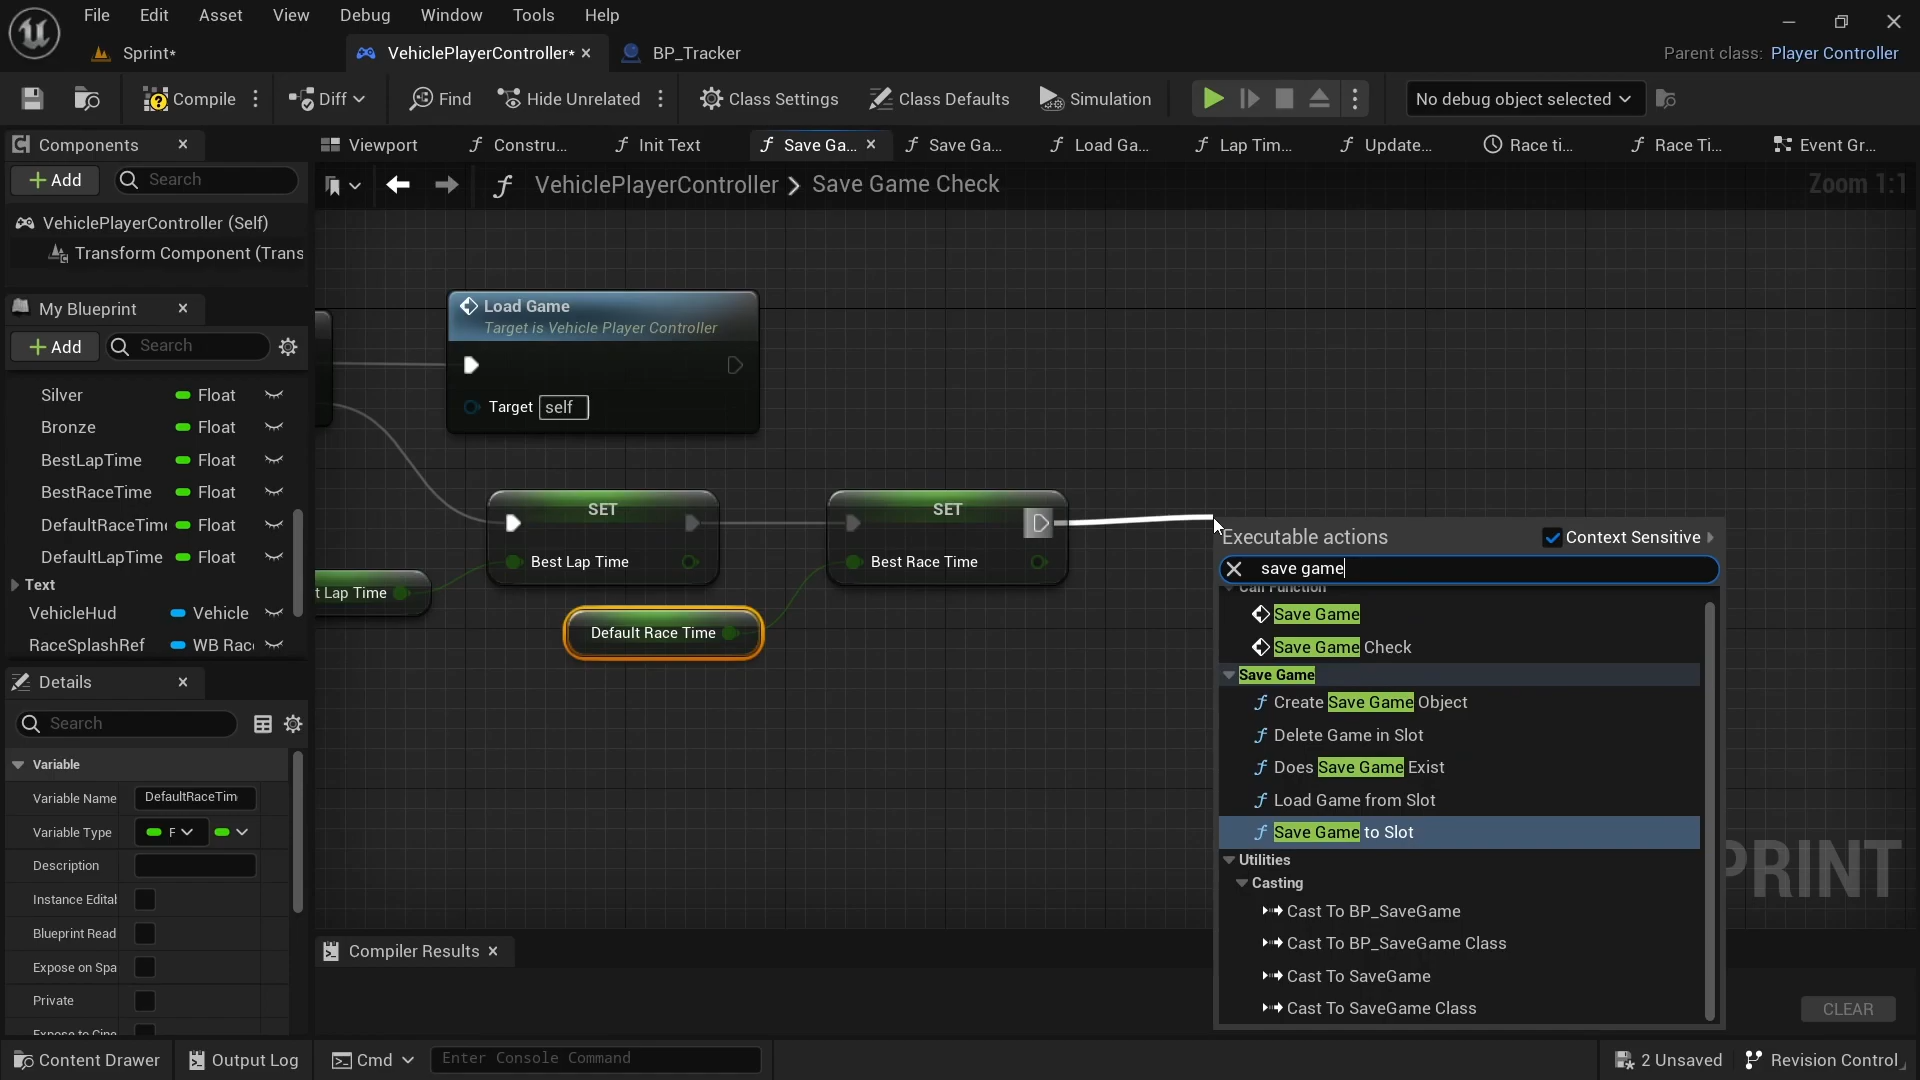 File Edit Asset View Debug Window Tools Help
Sprint* VehiclePlayerController* BP_Tracker Parent class: Player Controller
Compile Diff Find Hide Unrelated Class Settings Class Defaults Simulation No debug object selected
Components Viewport Constru... Init Text Save Ga... Save Ga... Load Ga... Lap Tim... Update... Race ti... Race Ti... Event Gr...
Add Search VehiclePlayerController > Save Game Check Zoom 1:1
VehiclePlayerController (Self)
Transform Component (Trans
My Blueprint
Add Search
Silver Float
Bronze Float
BestLapTime Float
BestRaceTime Float
DefaultRaceTime Float
DefaultLapTime Float
Text
VehicleHud Vehicle
RaceSplashRef WB Rac
Load Game
Target is Vehicle Player Controller
Target self
SET
Best Lap Time
SET
Best Race Time
t Lap Time
Default Race Time
Executable actions Context Sensitive
save game
Call Function
Save Game
Save Game Check
Save Game
Create Save Game Object
Delete Game in Slot
Does Save Game Exist
Load Game from Slot
Save Game to Slot
Utilities
Casting
Cast To BP_SaveGame
Cast To BP_SaveGame Class
Cast To SaveGame
Cast To SaveGame Class
PRINT
Details
Search
Variable
Variable Name DefaultRaceTim
Variable Type F
Description
Instance Edital
Blueprint Read
Expose on Spa
Private
Expose to Cine
Compiler Results
CLEAR
Content Drawer Output Log Cmd Enter Console Command 2 Unsaved Revision Control